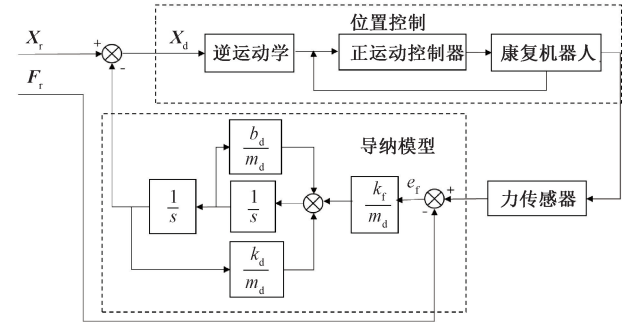 位置控制
X_r
+
-
X_d
逆运动学
正运动控制器
康复机器人
F_r
导纳模型
b_d/m_d
1/s
1/s
k_f/m_d
e_f
+
-
力传感器
k_d/m_d